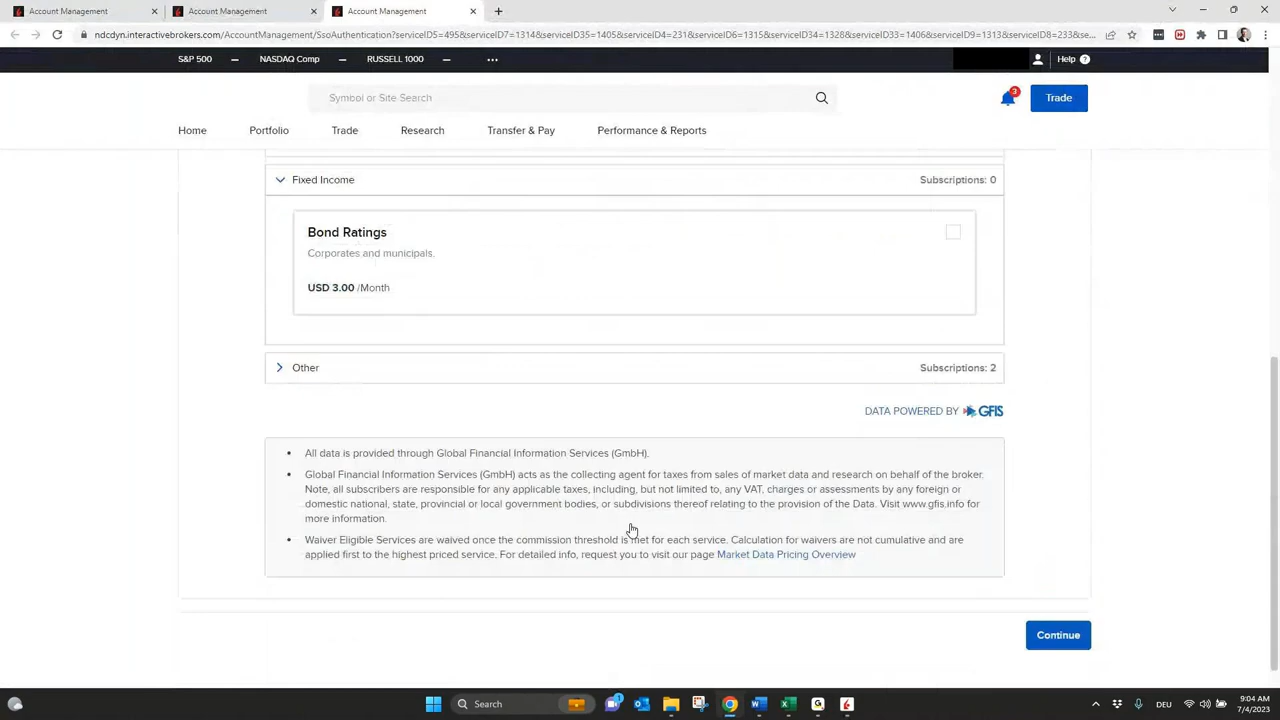 Account Management
Account Management
Account Management
ndcdyn.interactivebrokers.com/AccountManagement/SsoAuthentication?serviceID5=495&serviceID7=1314&serviceID35=1405&serviceID4=231&serviceID6=1315&serviceID34=1328&serviceID33=1406&serviceID9=1313&serviceID8=233&se...
S&P 500 — NASDAQ Comp — RUSSELL 1000 — •••
Help ?
Symbol or Site Search
3
Trade
Home Portfolio Trade Research Transfer & Pay Performance & Reports
Fixed Income Subscriptions: 0
Bond Ratings
Corporates and municipals.
USD 3.00 /Month
Other Subscriptions: 2
DATA POWERED BY GFIS
• All data is provided through Global Financial Information Services (GmbH).
• Global Financial Information Services (GmbH) acts as the collecting agent for taxes from sales of market data and research on behalf of the broker.
Note, all subscribers are responsible for any applicable taxes, including, but not limited to, any VAT, charges or assessments by any foreign or
domestic national, state, provincial or local government bodies, or subdivisions thereof relating to the provision of the Data. Visit www.gfis.info for
more information.
• Waiver Eligible Services are waived once the commission threshold is met for each service. Calculation for waivers are not cumulative and are
applied first to the highest priced service. For detailed info, request you to visit our page Market Data Pricing Overview
Continue
Search
1
DEU
9:04 AM
7/4/2023